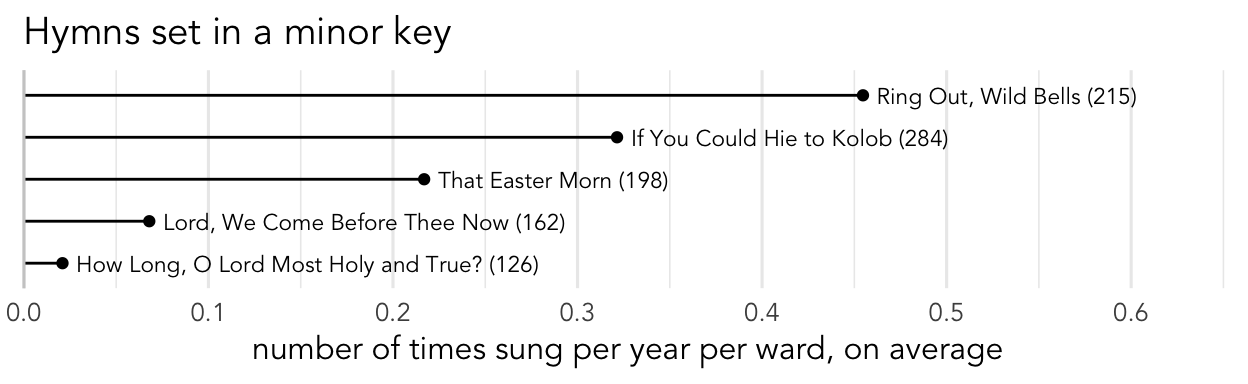 Hymns set in a minor key
Ring Out, Wild Bells (215)
If You Could Hie to Kolob (284)
That Easter Morn (198)
Lord, We Come Before Thee Now (162)
How Long, O Lord Most Holy and True? (126)
0.0 0.1 0.2 0.3 0.4 0.5 0.6
number of times sung per year per ward, on average